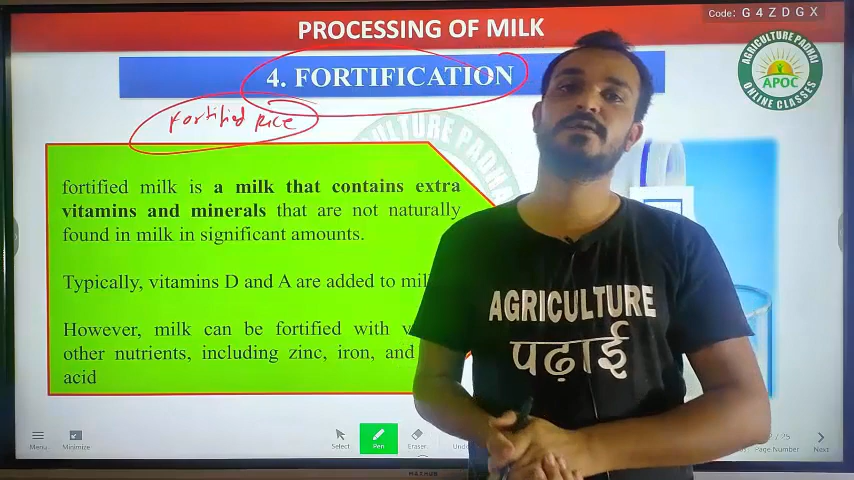 PROCESSING OF MILK
Code: G4ZDGX
4. FORTIFICATION
AGRICULTURE PADHAI
APOC
ONLINE CLASSES
Fortified Rice
fortified milk is a milk that contains extra
vitamins and minerals that are not naturally
found in milk in significant amounts.
Typically, vitamins D and A are added to
However, milk can be fortified with
other nutrients, including zinc, iron, and
acid
AGRICULTURE
पढ़ाई
Menu
Minimize
Select
Pen
Eraser
/ 25
Page Number
Next